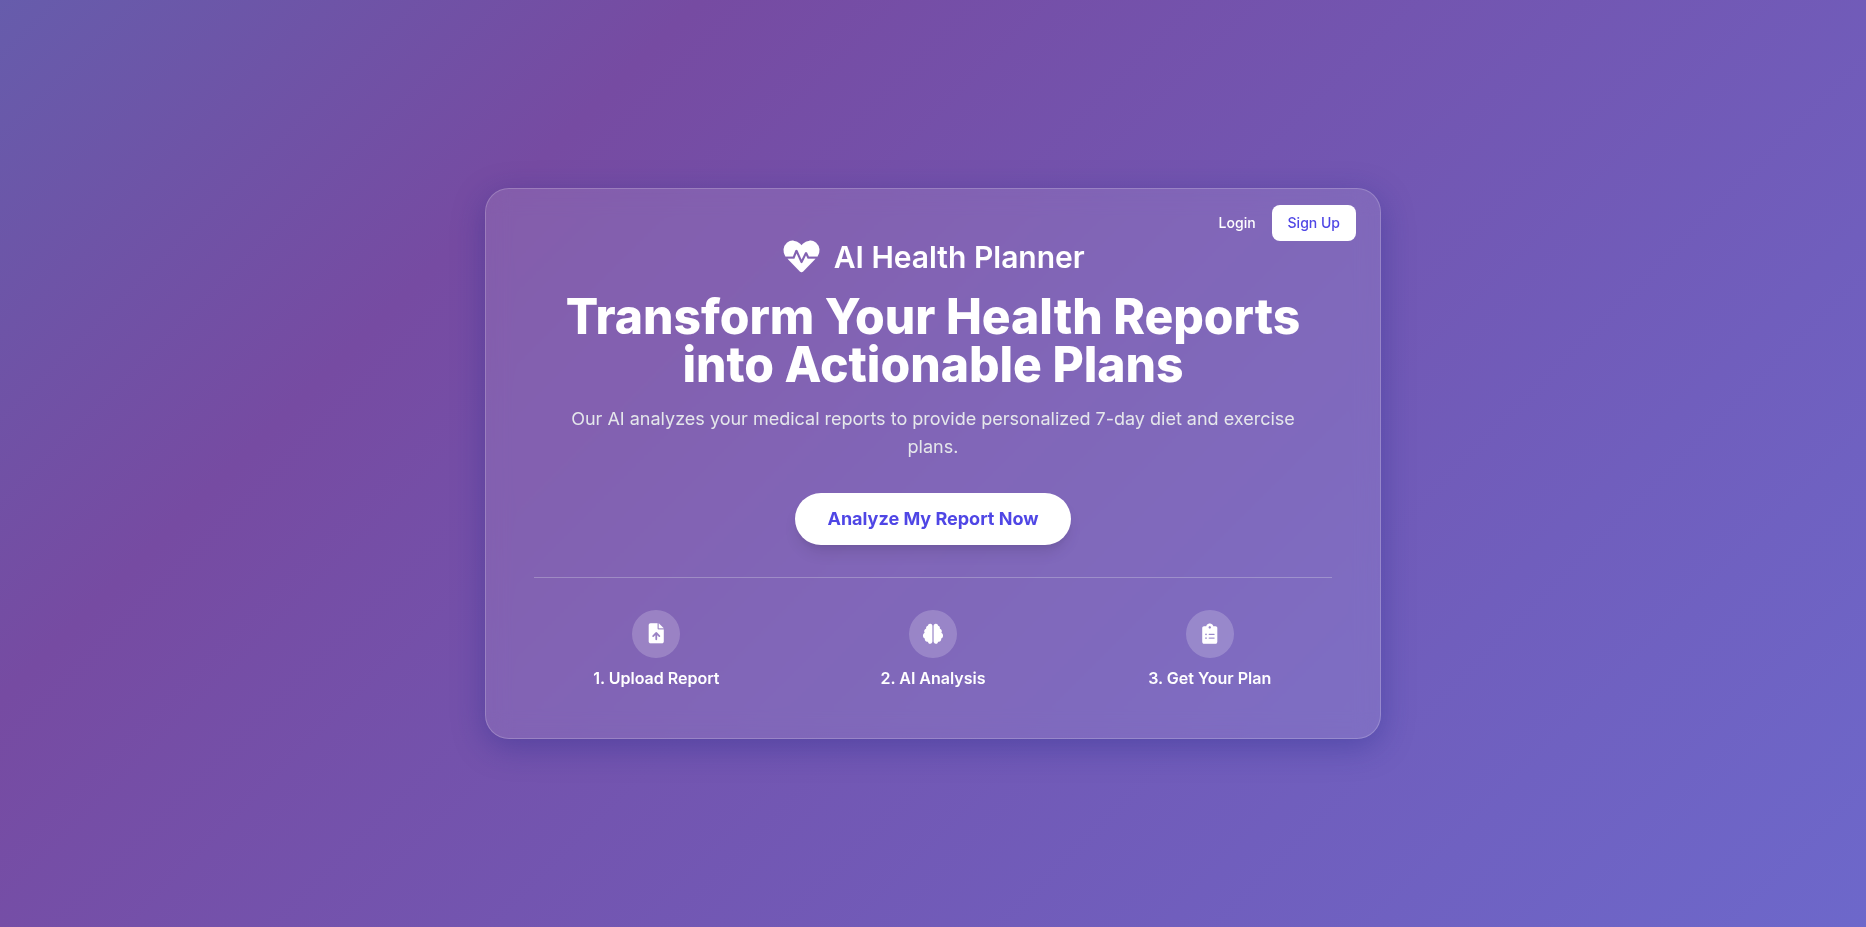 Login
Sign Up
AI Health Planner
Transform Your Health Reports
into Actionable Plans
Our AI analyzes your medical reports to provide personalized 7-day diet and exercise
plans.
Analyze My Report Now
1. Upload Report
2. AI Analysis
3. Get Your Plan